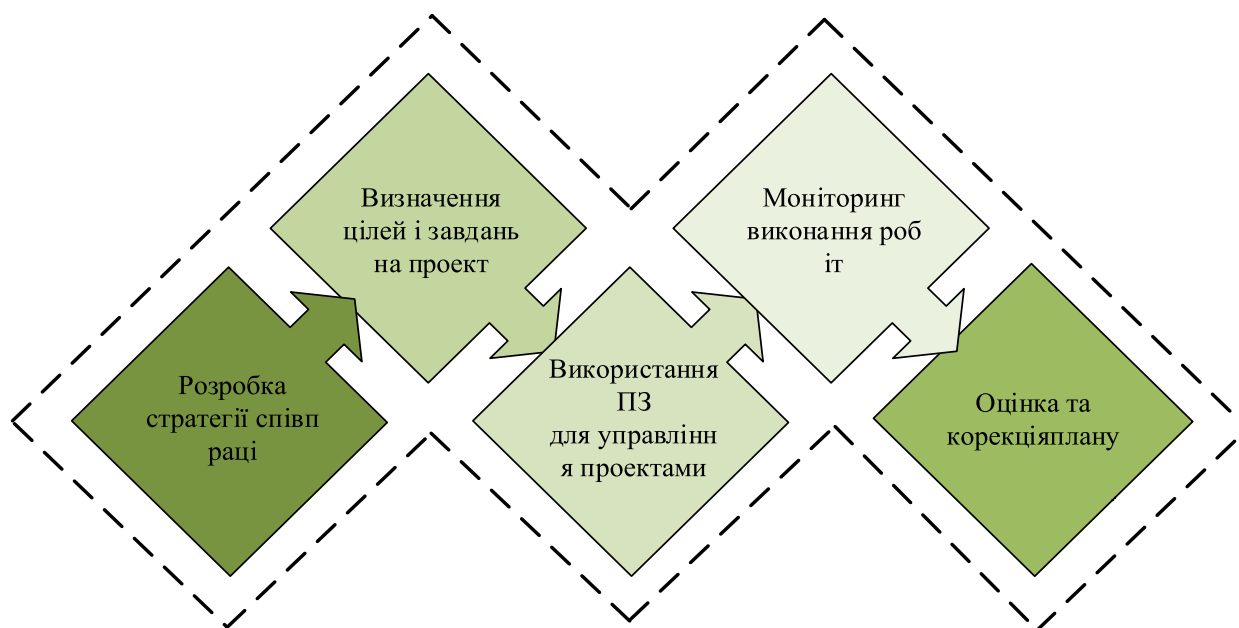 Розробка
стратегії співп
раці
Визначення
цілей і завдань
на проект
Використання
ПЗ
для управлінн
я проектами
Моніторинг
виконання роб
іт
Оцінка та
корекціяплану